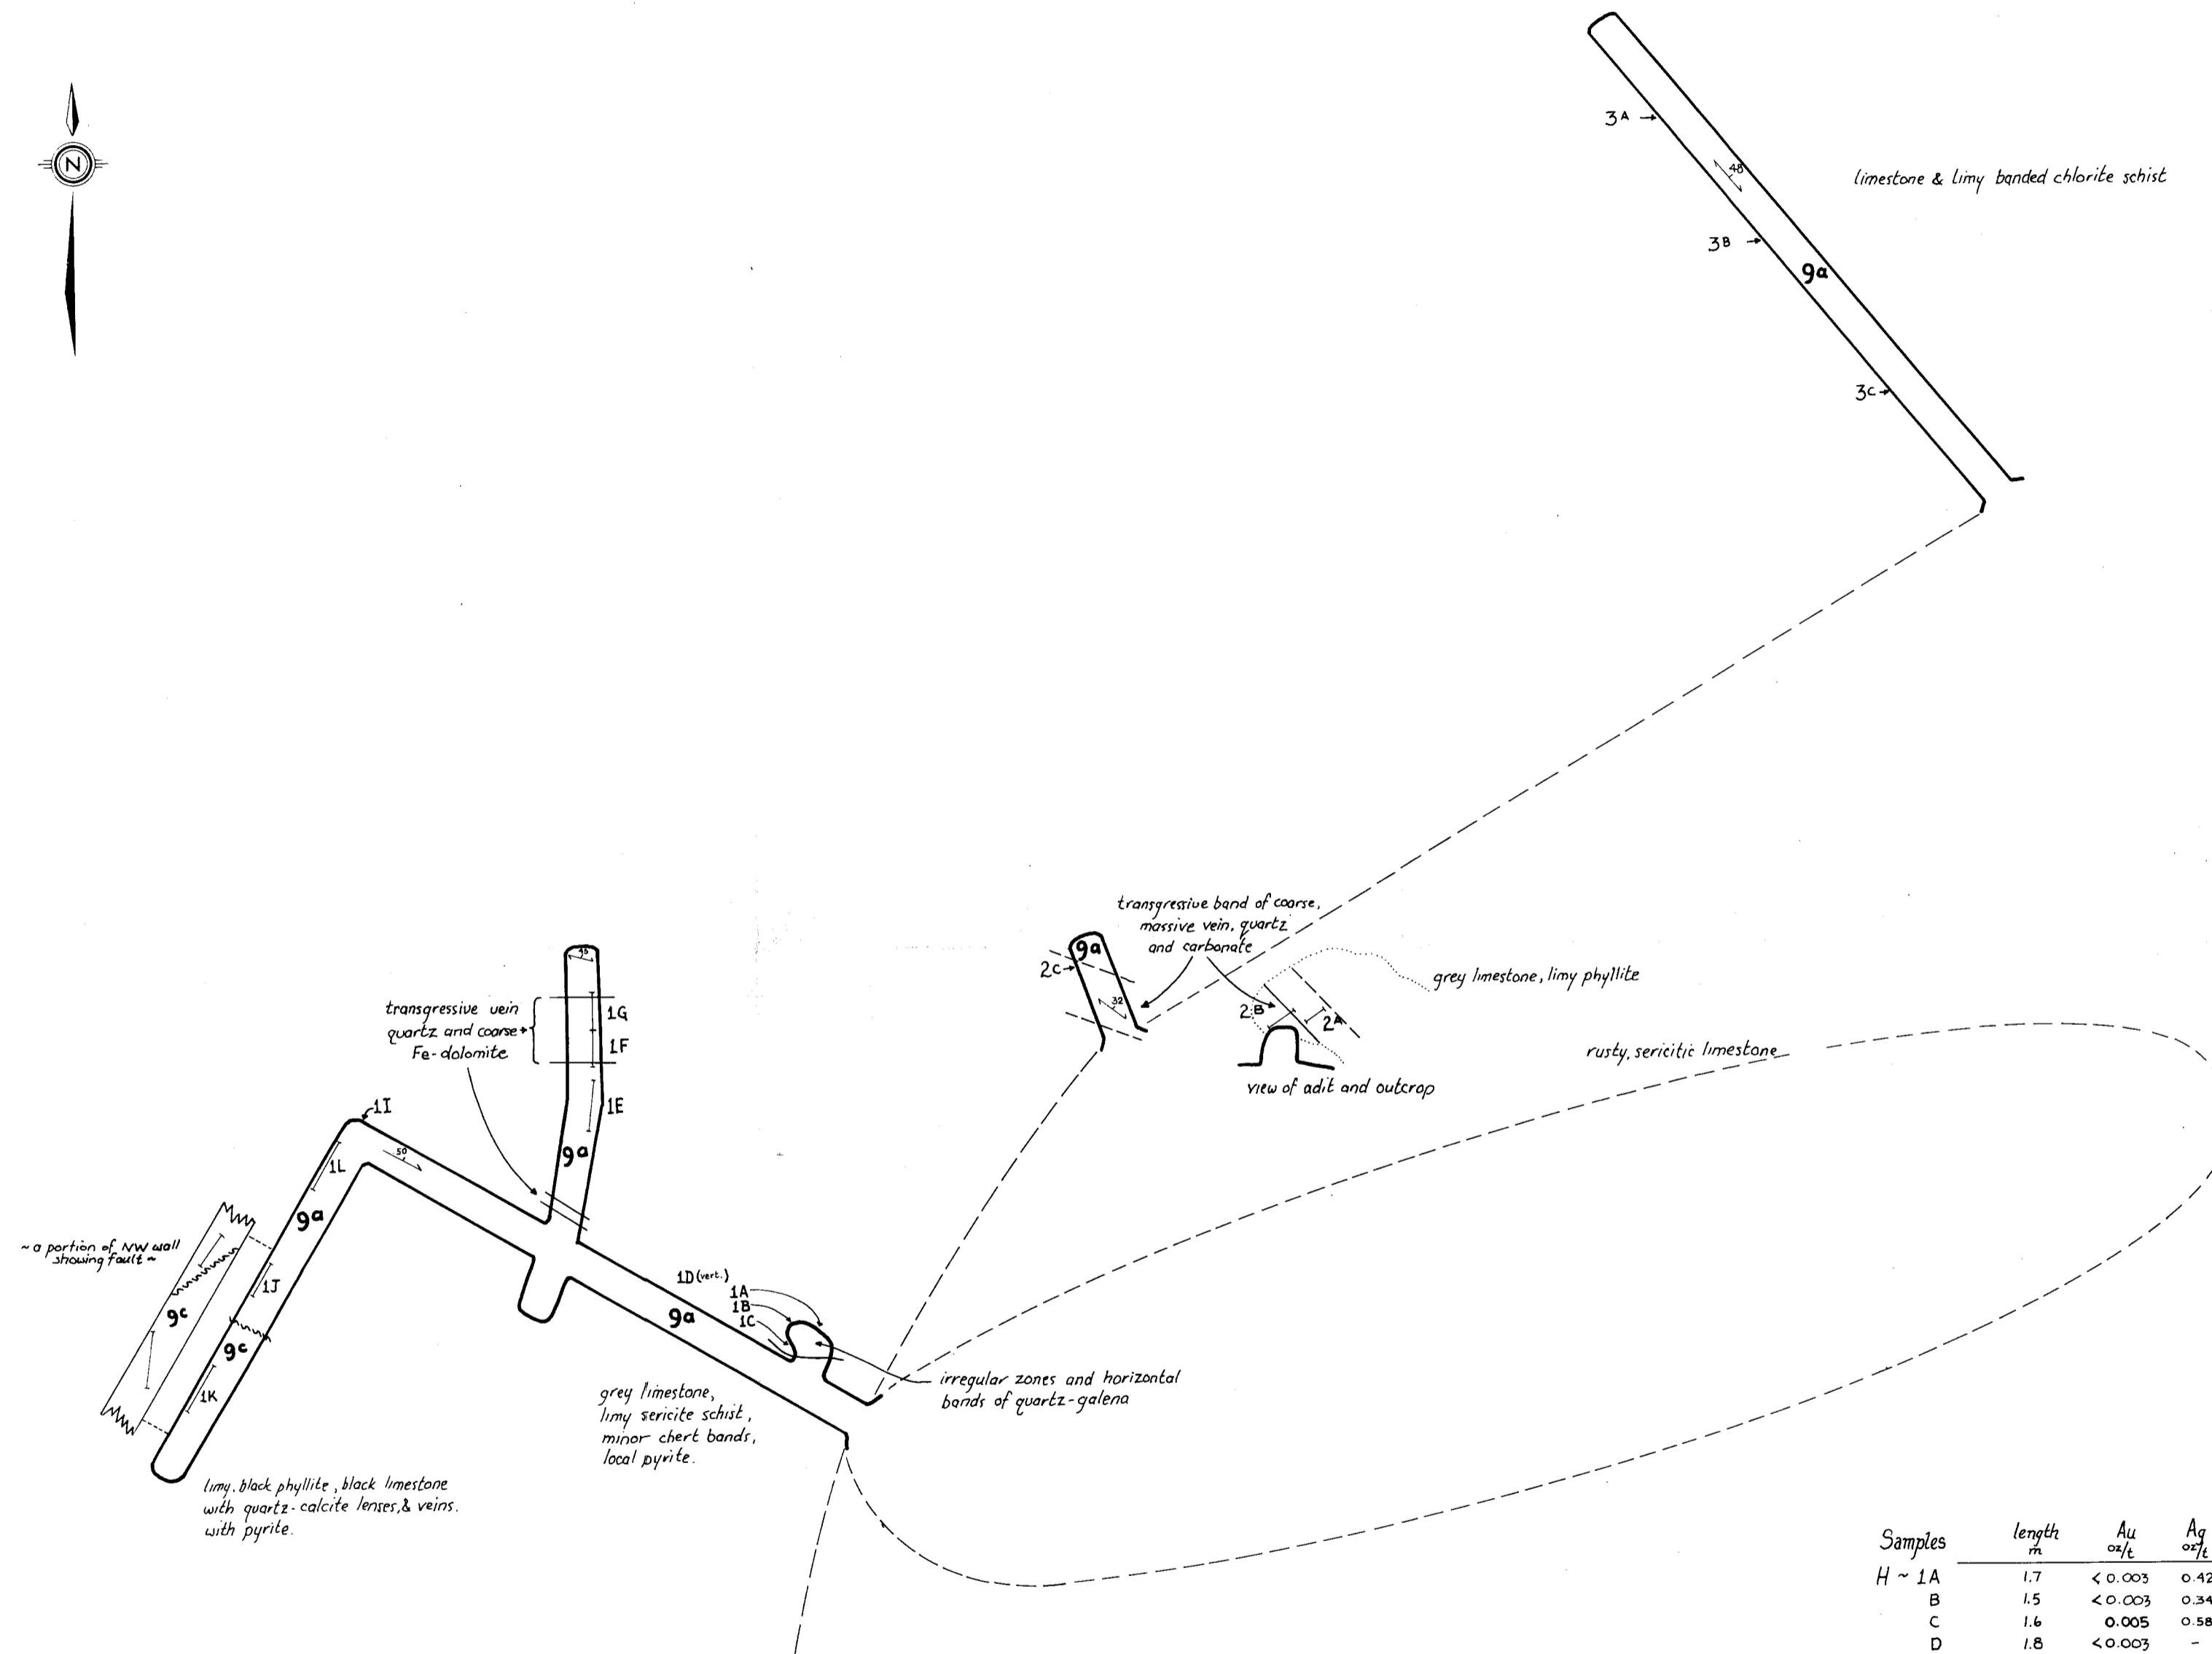 N
3A
48
limestone & limy banded chlorite schist
3B
9a
3C
transgressive band of coarse,
massive vein, quartz
and carbonate
9a
2C
32
grey limestone, limy phyllite
2B
2A
view of adit and outcrop
rusty, sericitic limestone
45
transgressive vein
quartz and coarse
Fe-dolomite
1G
1F
1E
9a
1I
50
1L
9a
~ a portion of NW wall
showing fault ~
1J
9c
9c
1K
1D (vert.)
1A
1B
1C
9a
irregular zones and horizontal
bands of quartz-galena
grey limestone,
limy sericite schist,
minor chert bands,
local pyrite.
limy, black phyllite, black limestone
with quartz-calcite lenses, & veins.
with pyrite.
Samples length Au Ag
m oz/t oz/t
H ~ 1A 1.7 <0.003 0.42
B 1.5 <0.003 0.34
C 1.6 0.005 0.58
D 1.8 <0.003 -